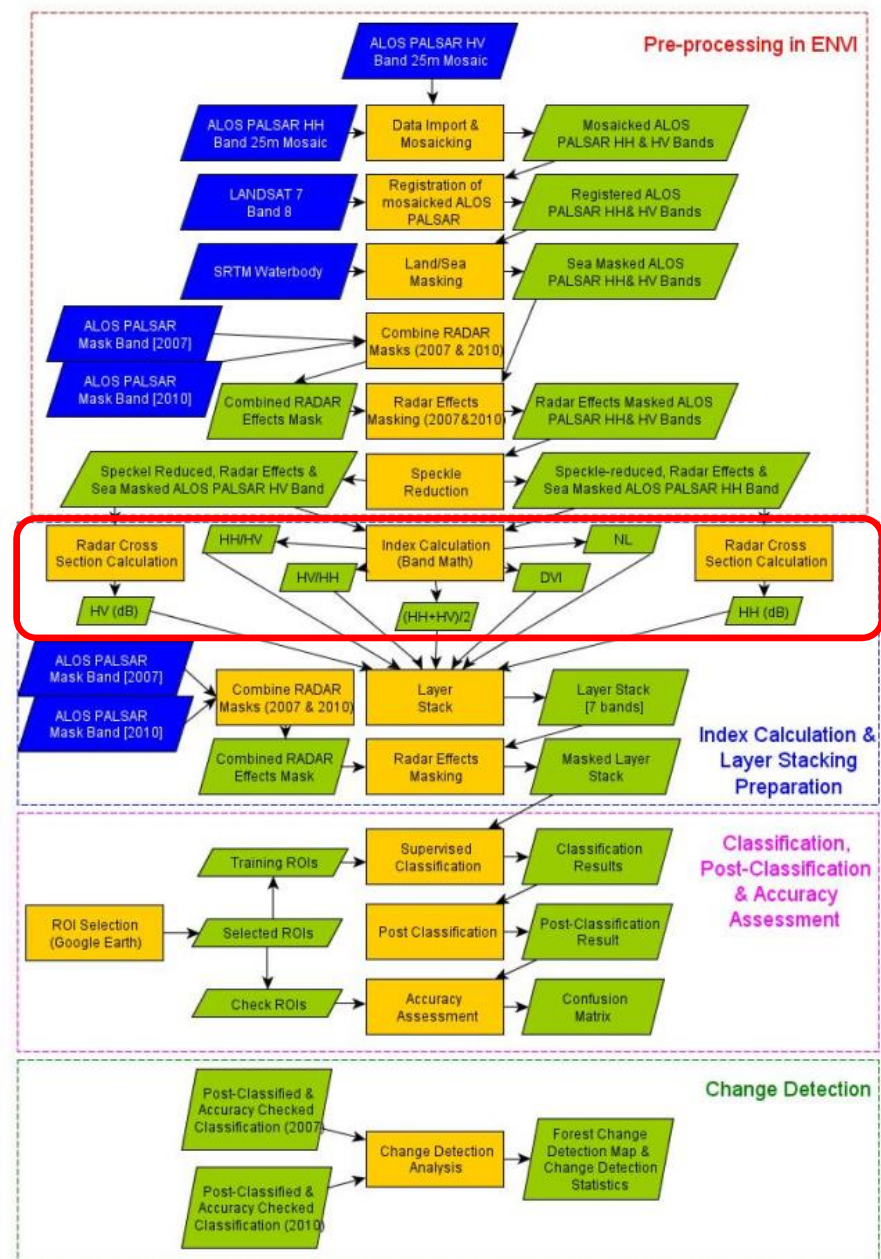 Pre-processing in ENVI
ALOS PALSAR HV
Band 25m Mosaic
ALOS PALSAR HH
Band 25m Mosaic
Data Import &
Mosaicking
Mosaicked ALOS
PALSAR HH & HV Bands
LANDSAT 7
Band 8
Registration of
mosaicked ALOS
PALSAR
Registered ALOS
PALSAR HH& HV Bands
SRTM Waterbody
Land/Sea
Masking
Sea Masked ALOS
PALSAR HH& HV Bands
ALOS PALSAR
Mask Band [2007]
ALOS PALSAR
Mask Band [2010]
Combine RADAR
Masks (2007 & 2010)
Combined RADAR
Effects Mask
Radar Effects
Masking (2007&2010)
Radar Effects Masked ALOS
PALSAR HH& HV Bands
Speckel Reduced, Radar Effects &
Sea Masked ALOS PALSAR HV Band
Speckle
Reduction
Speckle-reduced, Radar Effects &
Sea Masked ALOS PALSAR HH Band
Radar Cross
Section Calculation
HH/HV
Index Calculation
(Band Math)
NL
Radar Cross
Section Calculation
HV/HH
DVI
HV (dB)
(HH+HV)/2
HH (dB)
ALOS PALSAR
Mask Band [2007]
ALOS PALSAR
Mask Band [2010]
Combine RADAR
Masks (2007 & 2010)
Layer
Stack
Layer Stack
[7 bands]
Combined RADAR
Effects Mask
Radar Effects
Masking
Masked Layer
Stack
Index Calculation &
Layer Stacking
Preparation
Classification,
Post-Classification
& Accuracy
Assessment
Training ROIs
Supervised
Classification
Classification
Results
ROI Selection
(Google Earth)
Selected ROIs
Post Classification
Post-Classification
Result
Check ROIs
Accuracy
Assessment
Confusion
Matrix
Change Detection
Post-Classified &
Accuracy Checked
Classification (2007)
Change Detection
Analysis
Forest Change
Detection Map &
Change Detection
Statistics
Post-Classified &
Accuracy Checked
Classification (2010)